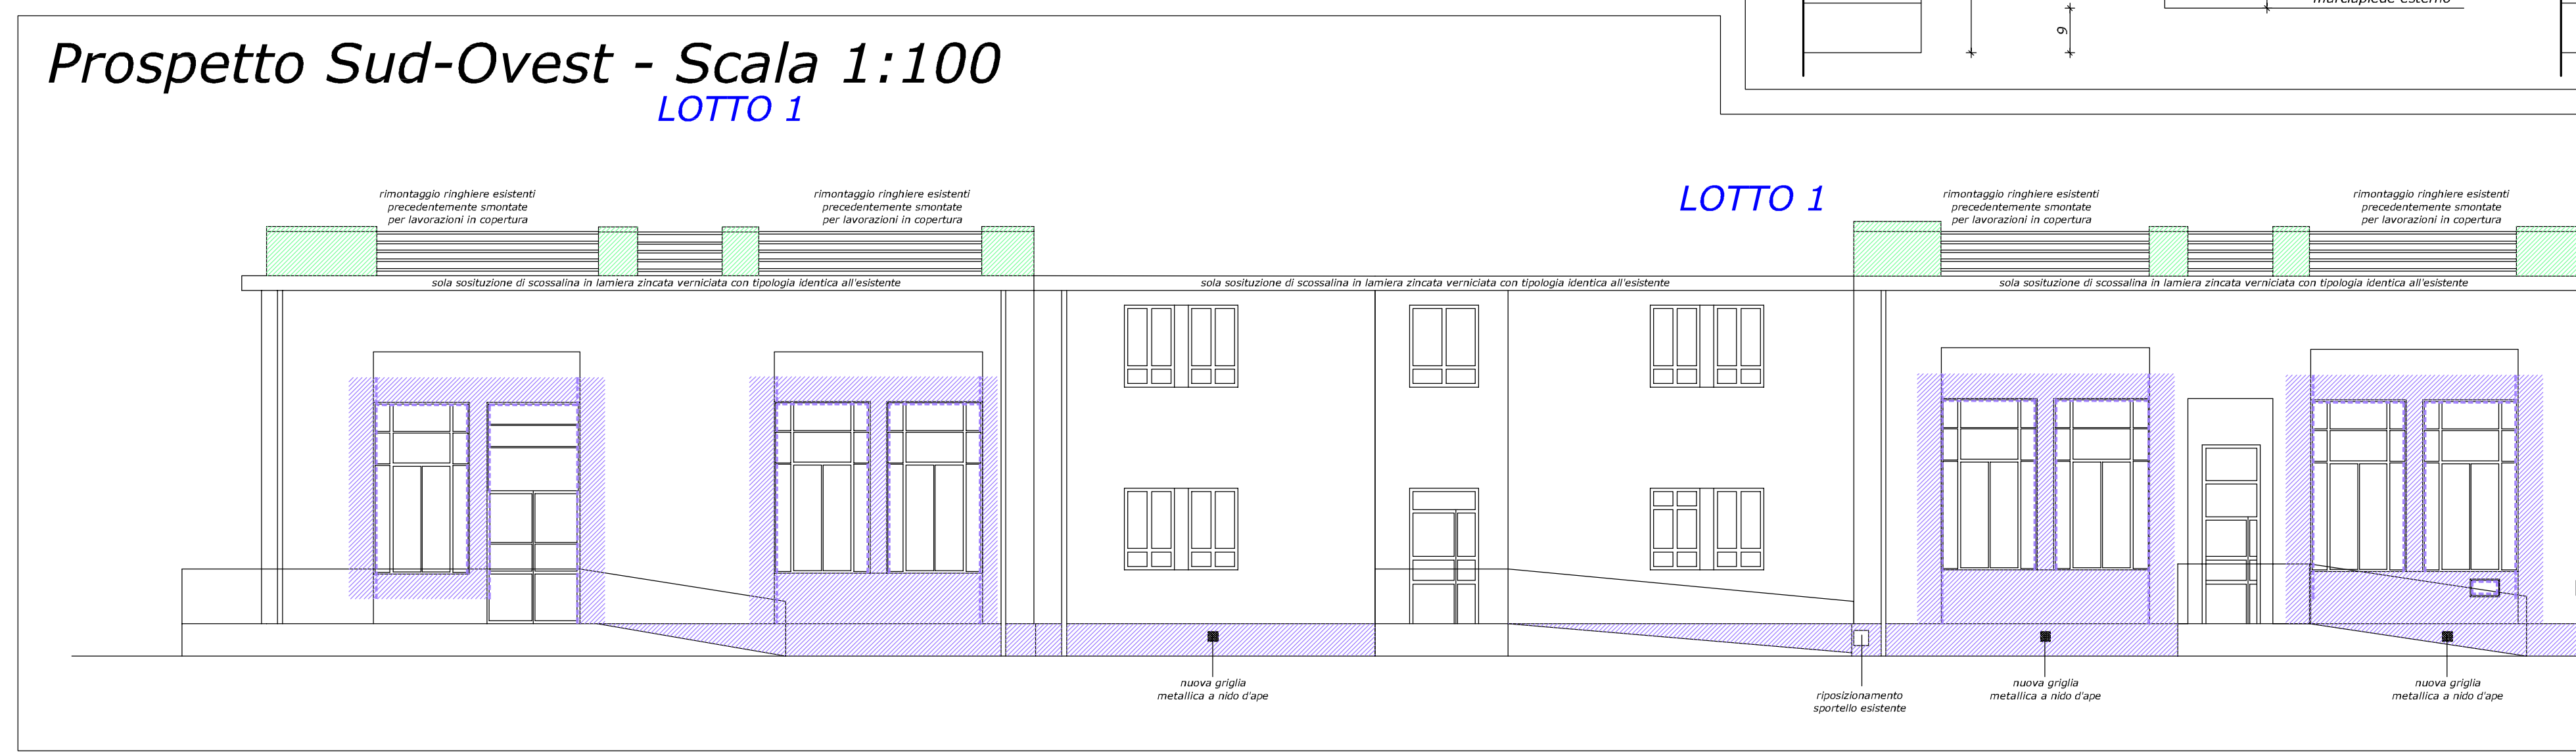 marciapiede esterno
9
Prospetto Sud-Ovest - Scala 1:100
LOTTO 1
LOTTO 1
rimontaggio ringhiere esistenti
precedentemente smontate
per lavorazioni in copertura
rimontaggio ringhiere esistenti
precedentemente smontate
per lavorazioni in copertura
rimontaggio ringhiere esistenti
precedentemente smontate
per lavorazioni in copertura
rimontaggio ringhiere esistenti
precedentemente smontate
per lavorazioni in copertura
sola sosituzione di scossalina in lamiera zincata verniciata con tipologia identica all'esistente
sola sosituzione di scossalina in lamiera zincata verniciata con tipologia identica all'esistente
sola sosituzione di scossalina in lamiera zincata verniciata con tipologia identica all'esistente
nuova griglia
metallica a nido d'ape
riposizionamento
sportello esistente
nuova griglia
metallica a nido d'ape
nuova griglia
metallica a nido d'ape